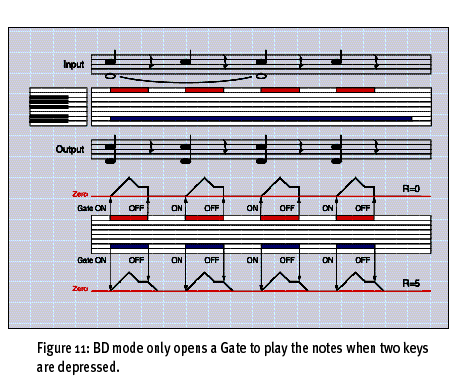 Input
Output
Zero
R=0
Gate ON OFF ON OFF ON OFF ON OFF
Gate ON OFF ON OFF ON OFF ON OFF
Zero
R=5
Figure 11: BD mode only opens a Gate to play the notes when two keys
are depressed.